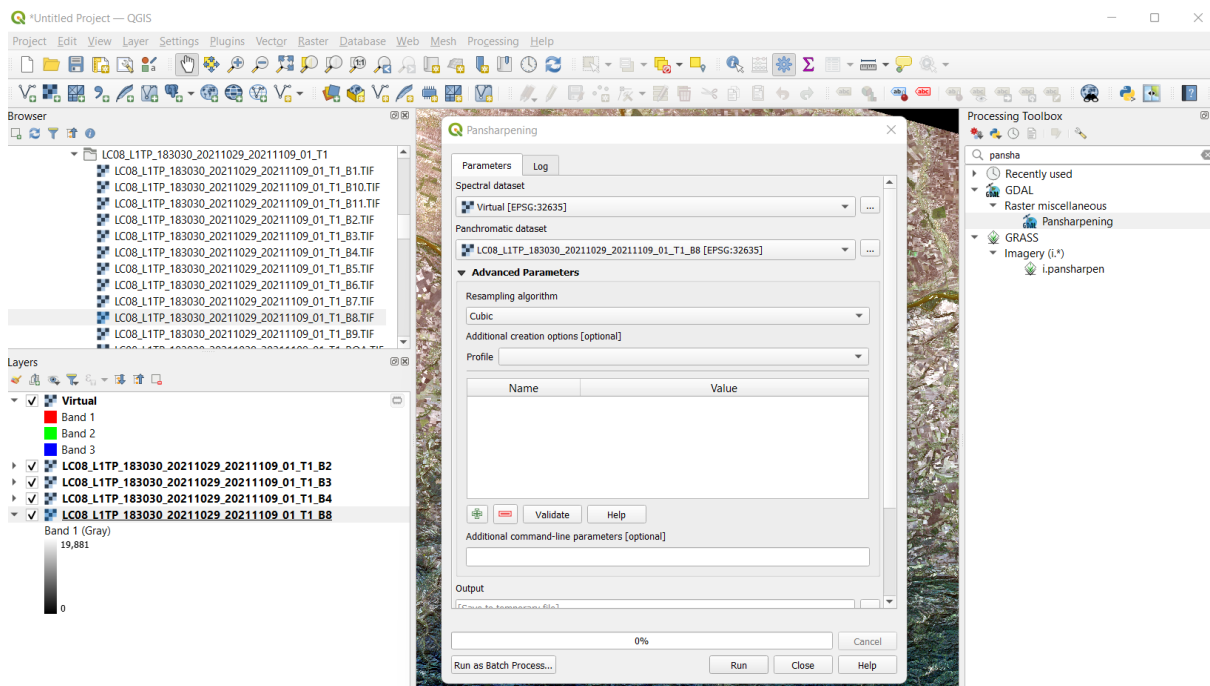 *Untitled Project — QGIS
Project Edit View Layer Settings Plugins Vector Raster Database Web Mesh Processing Help
Browser
LC08_L1TP_183030_20211029_20211109_01_T1
LC08_L1TP_183030_20211029_20211109_01_T1_B1.TIF
LC08_L1TP_183030_20211029_20211109_01_T1_B10.TIF
LC08_L1TP_183030_20211029_20211109_01_T1_B11.TIF
LC08_L1TP_183030_20211029_20211109_01_T1_B2.TIF
LC08_L1TP_183030_20211029_20211109_01_T1_B3.TIF
LC08_L1TP_183030_20211029_20211109_01_T1_B4.TIF
LC08_L1TP_183030_20211029_20211109_01_T1_B5.TIF
LC08_L1TP_183030_20211029_20211109_01_T1_B6.TIF
LC08_L1TP_183030_20211029_20211109_01_T1_B7.TIF
LC08_L1TP_183030_20211029_20211109_01_T1_B8.TIF
LC08_L1TP_183030_20211029_20211109_01_T1_B9.TIF
Layers
Virtual
Band 1
Band 2
Band 3
LC08_L1TP_183030_20211029_20211109_01_T1_B2
LC08_L1TP_183030_20211029_20211109_01_T1_B3
LC08_L1TP_183030_20211029_20211109_01_T1_B4
LC08_L1TP_183030_20211029_20211109_01_T1_B8
Band 1 (Gray)
19,881
0
Pansharpening
Parameters Log
Spectral dataset
Virtual [EPSG:32635]
Panchromatic dataset
LC08_L1TP_183030_20211029_20211109_01_T1_B8 [EPSG:32635]
Advanced Parameters
Resampling algorithm
Cubic
Additional creation options [optional]
Profile
Name Value
Validate Help
Additional command-line parameters [optional]
Output
[Save to temporary file]
0% Cancel
Run as Batch Process... Run Close Help
Processing Toolbox
pansha
Recently used
GDAL
Raster miscellaneous
Pansharpening
GRASS
Imagery (i.*)
i.pansharpen